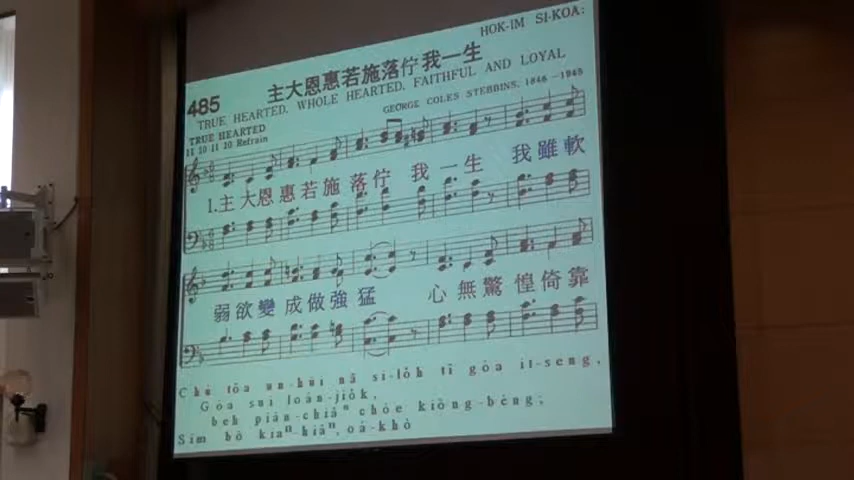 HOK-IM SI-KOA:
485 主大恩惠若施落佇我一生
TRUE HEARTED, WHOLE HEARTED, FAITHFUL AND LOYAL
TRUE HEARTED
GEORGE COLES STEBBINS, 1846-1945
11 10 11 10 Refrain
1.主大恩惠若施落佇 我一生 我雖軟
弱欲變成做強猛 心無驚惶倚靠
Chú tōa un-hūi nā si-lo̍h tī góa it-seng,
Góa sui loán-jio̍k,
beh piàn-chiâⁿ chòe kiông-béng;
Sim bô kiaⁿ-hiâⁿ, oá-khò